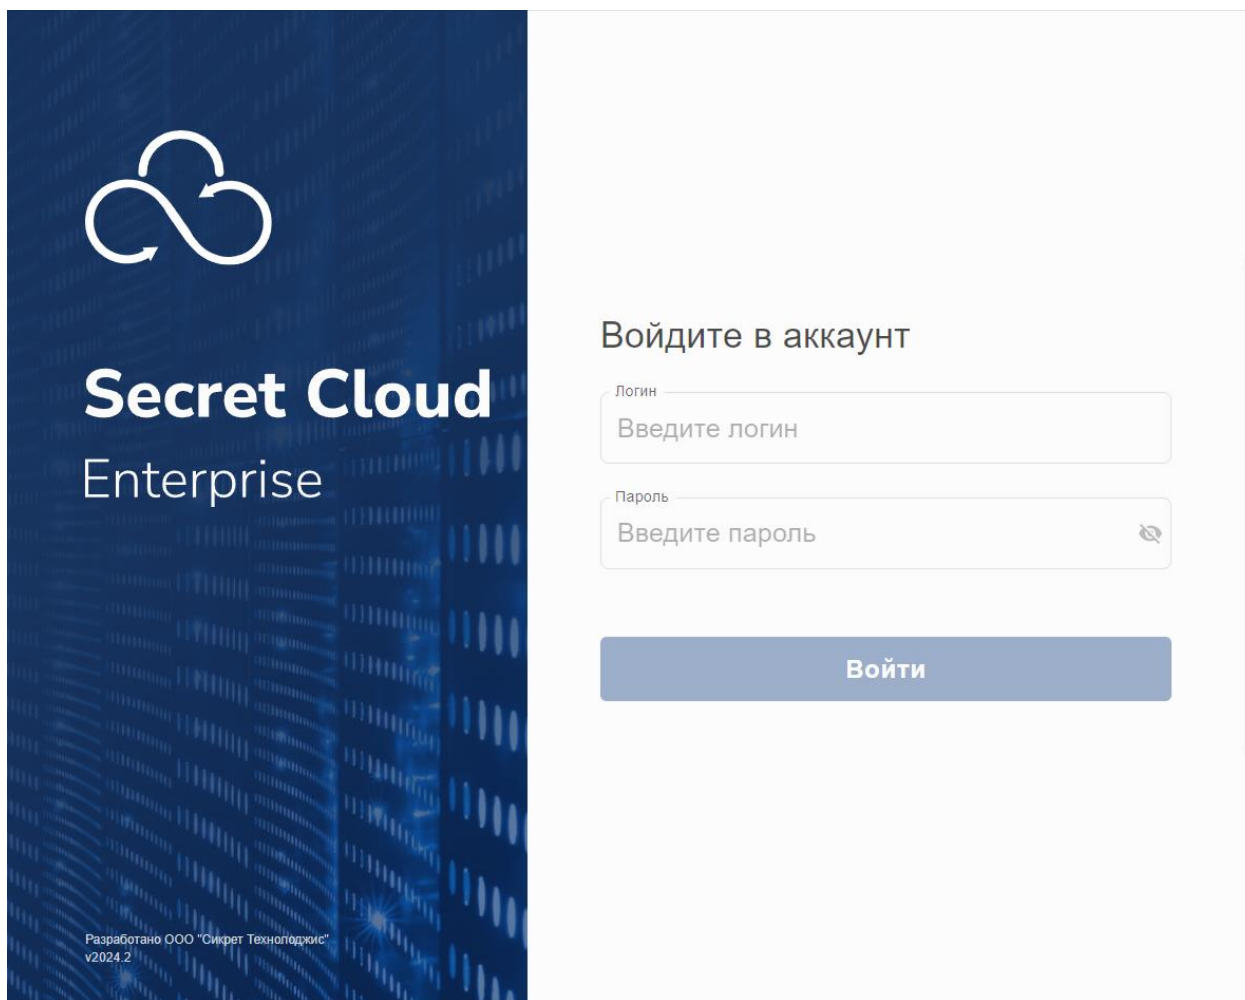 Secret Cloud
Enterprise
Разработано ООО "Сикрет Технолоджис"
v2024.2
Войдите в аккаунт
Логин
Введите логин
Пароль
Введите пароль
Войти